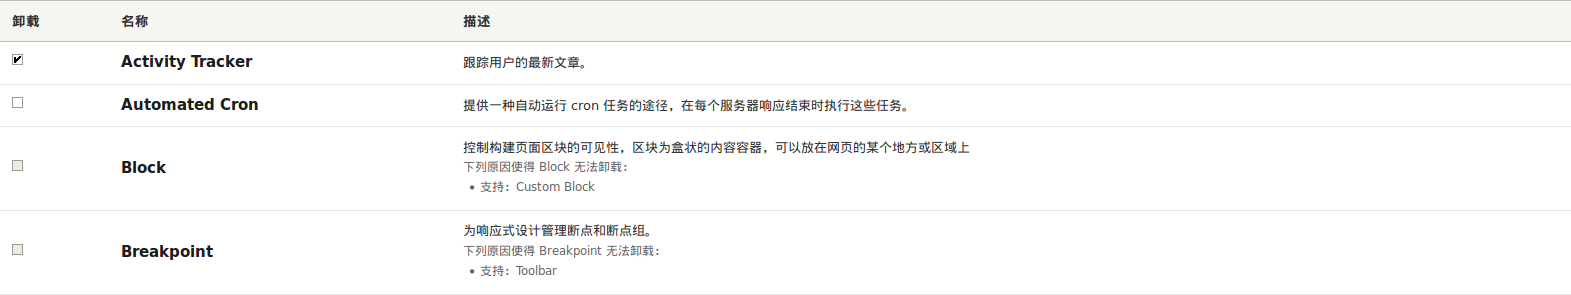 卸载 名称 描述
Activity Tracker 跟踪用户的最新文章。
Automated Cron 提供一种自动运行 cron 任务的途径，在每个服务器响应结束时执行这些任务。
控制构建页面区块的可见性，区块为盒状的内容容器，可以放在网页的某个地方或区域上
Block 下列原因使得 Block 无法卸载：
• 支持：Custom Block
为响应式设计管理断点和断点组。
Breakpoint 下列原因使得 Breakpoint 无法卸载：
• 支持：Toolbar